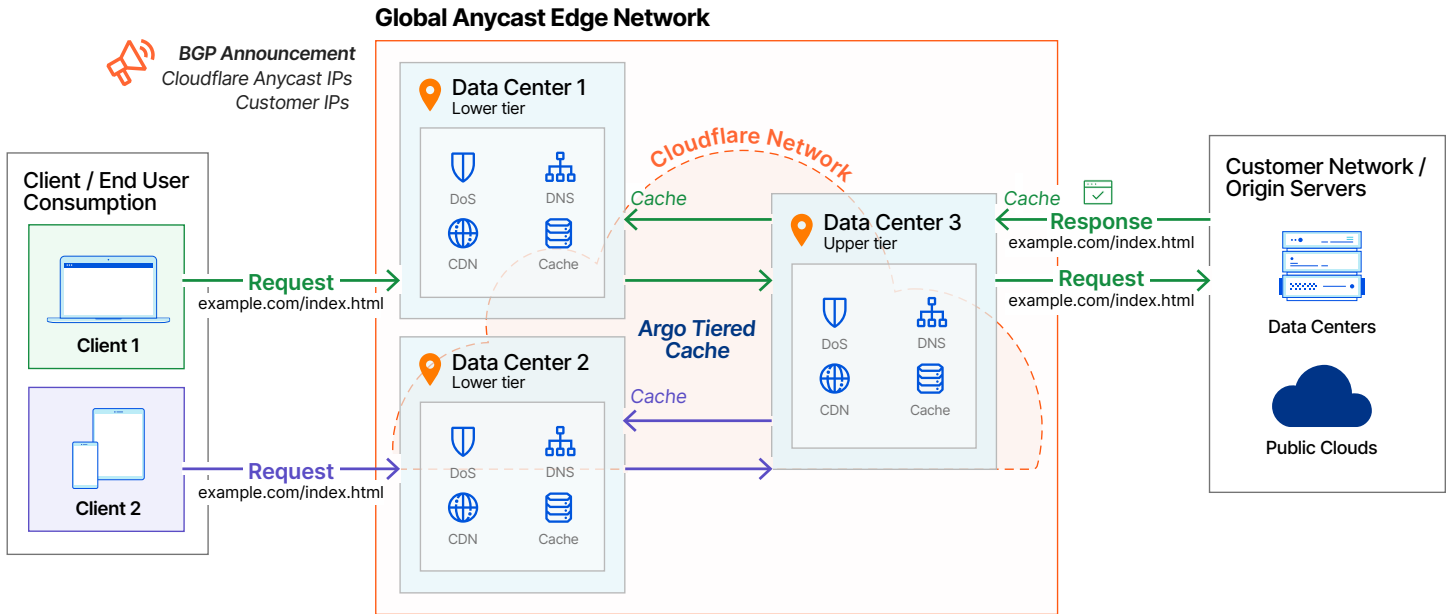 Global Anycast Edge Network
BGP Announcement
Cloudflare Anycast IPs
Customer IPs
Client / End User
Consumption
Client 1
Client 2
Request
example.com/index.html
Request
example.com/index.html
Data Center 1
Lower tier
DoS
DNS
CDN
Cache
Data Center 2
Lower tier
DoS
DNS
CDN
Cache
Cloudflare Network
Cache
Argo Tiered
Cache
Cache
Data Center 3
Upper tier
DoS
DNS
CDN
Cache
Cache
Response
example.com/index.html
Request
example.com/index.html
Customer Network /
Origin Servers
Data Centers
Public Clouds